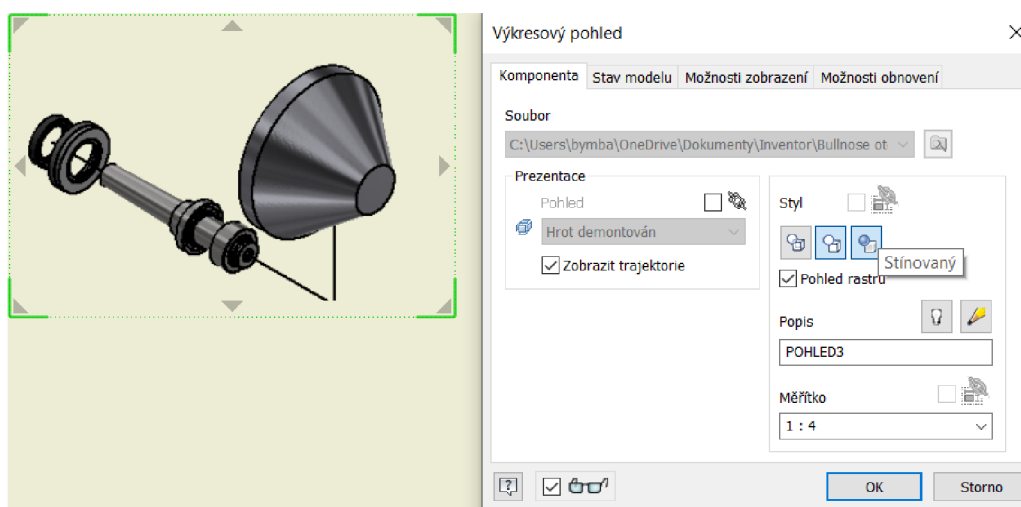 Výkresový pohled
Komponenta Stav modelu Možnosti zobrazení Možnosti obnovení
Soubor
C:\Users\bymba\OneDrive\Dokumenty\Inventor\Bullnose ot
Prezentace
Pohled
Hrot demontován
Zobrazit trajektorie
Styl
Stínovaný
Pohled rastru
Popis
POHLED3
Měřítko
1 : 4
OK Storno